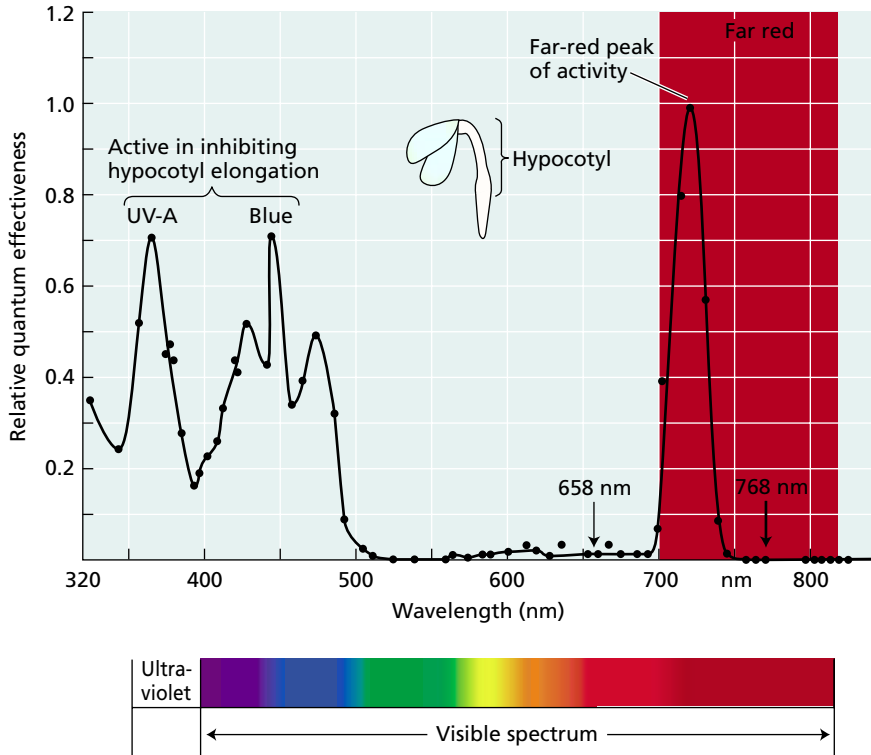 1.2
1.0
0.8
0.6
0.4
0.2
Relative quantum effectiveness
Far red
Far-red peak
of activity
Active in inhibiting
hypocotyl elongation
UV-A
Blue
Hypocotyl
658 nm
768 nm
320
400
500
600
700
nm
800
Wavelength (nm)
Ultra-
violet
Visible spectrum